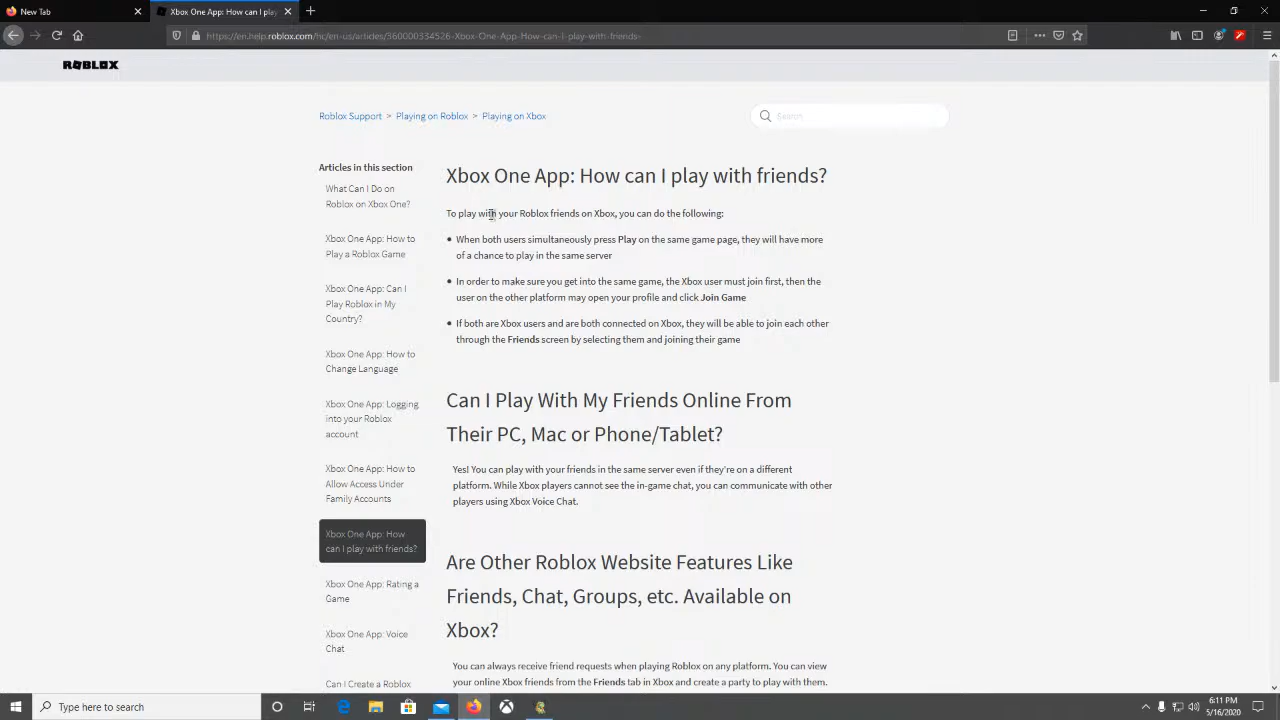 New Tab
Xbox One App: How can I play
https://en.help.roblox.com/hc/en-us/articles/360000334526-Xbox-One-App-How-can-I-play-with-friends-
ROBLOX
Roblox Support > Playing on Roblox > Playing on Xbox
Search
Articles in this section
What Can I Do on
Roblox on Xbox One?
Xbox One App: How to
Play a Roblox Game
Xbox One App: Can I
Play Roblox in My
Country?
Xbox One App: How to
Change Language
Xbox One App: Logging
into your Roblox
account
Xbox One App: How to
Allow Access Under
Family Accounts
Xbox One App: How
can I play with friends?
Xbox One App: Rating a
Game
Xbox One App: Voice
Chat
Can I Create a Roblox
Xbox One App: How can I play with friends?
To play with your Roblox friends on Xbox, you can do the following:
• When both users simultaneously press Play on the same game page, they will have more
of a chance to play in the same server
• In order to make sure you get into the same game, the Xbox user must join first, then the
user on the other platform may open your profile and click Join Game
• If both are Xbox users and are both connected on Xbox, they will be able to join each other
through the Friends screen by selecting them and joining their game
Can I Play With My Friends Online From
Their PC, Mac or Phone/Tablet?
Yes! You can play with your friends in the same server even if they're on a different
platform. While Xbox players cannot see the in-game chat, you can communicate with other
players using Xbox Voice Chat.
Are Other Roblox Website Features Like
Friends, Chat, Groups, etc. Available on
Xbox?
You can always receive friend requests when playing Roblox on any platform. You can view
your online Xbox friends from the Friends tab in Xbox and create a party to play with them.
Type here to search
6:11 PM
5/16/2020